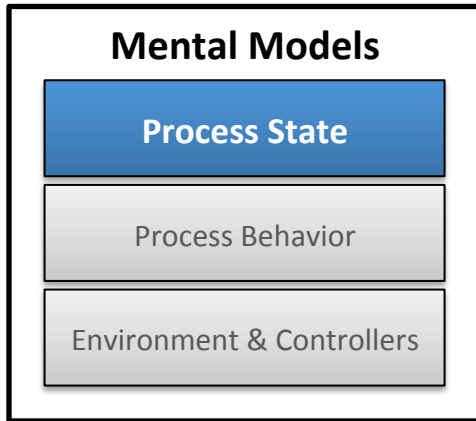 Mental Models
Process State
Process Behavior
Environment & Controllers